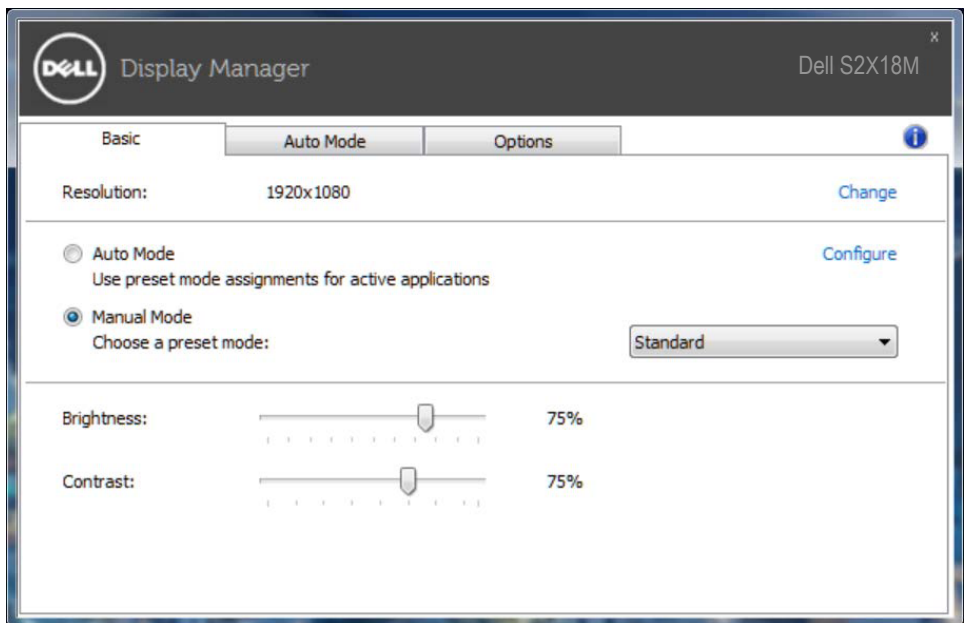 DELL Display Manager Dell S2X18M
x
Basic Auto Mode Options
Resolution: 1920x1080 Change
Auto Mode Configure
Use preset mode assignments for active applications
Manual Mode
Choose a preset mode: Standard
Brightness: 75%
Contrast: 75%